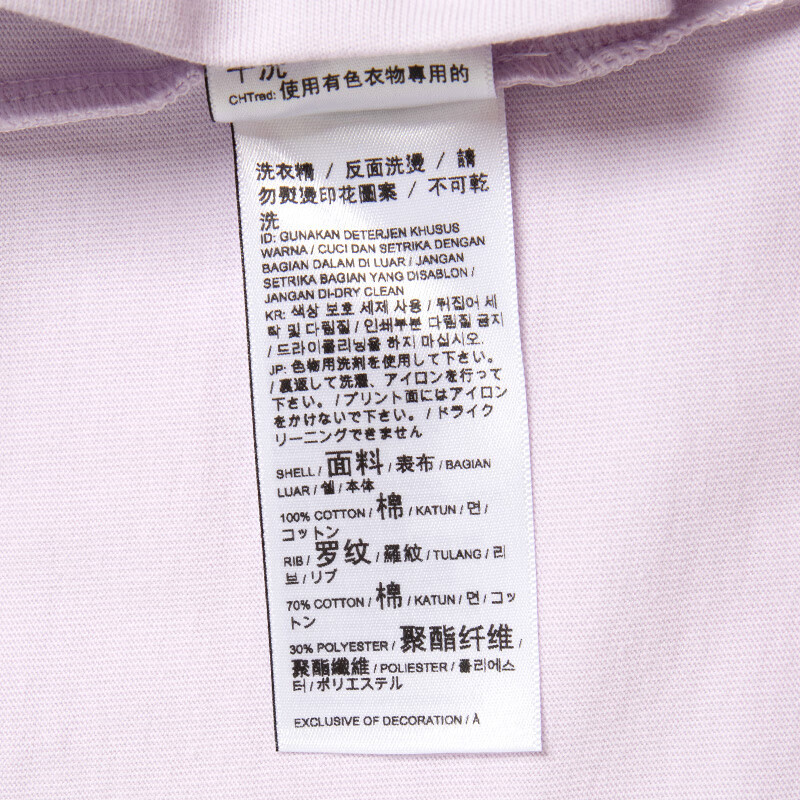 干洗
CHTrad: 使用有色衣物專用的
洗衣精 / 反面洗燙 / 請
勿熨燙印花圖案 / 不可乾
洗
ID: GUNAKAN DETERJEN KHUSUS
WARNA / CUCI DAN SETRIKA DENGAN
BAGIAN DALAM DI LUAR / JANGAN
SETRIKA BAGIAN YANG DISABLON /
JANGAN DI-DRY CLEAN
KR: 색상 보호 세제 사용 / 뒤집어 세
탁 및 다림질 / 인쇄부분 다림질 금지
/ 드라이클리닝을 하지 마십시오.
JP: 色物用洗剤を使用して下さい。
/ 裏返して洗濯、アイロンを行って
下さい。/ プリント面にはアイロン
をかけないで下さい。/ ドライク
リーニングできません
SHELL / 面料 / 表布 / BAGIAN
LUAR / 쉘 / 本体
100% COTTON / 棉 / KATUN / 면 /
コットン
RIB / 罗纹 / 羅紋 / TULANG / 리
브 / リブ
70% COTTON / 棉 / KATUN / 면 / コッ
トン
30% POLYESTER / 聚酯纤维 /
聚酯纖維 / POLIESTER / 폴리에스
터 / ポリエステル
EXCLUSIVE OF DECORATION / À